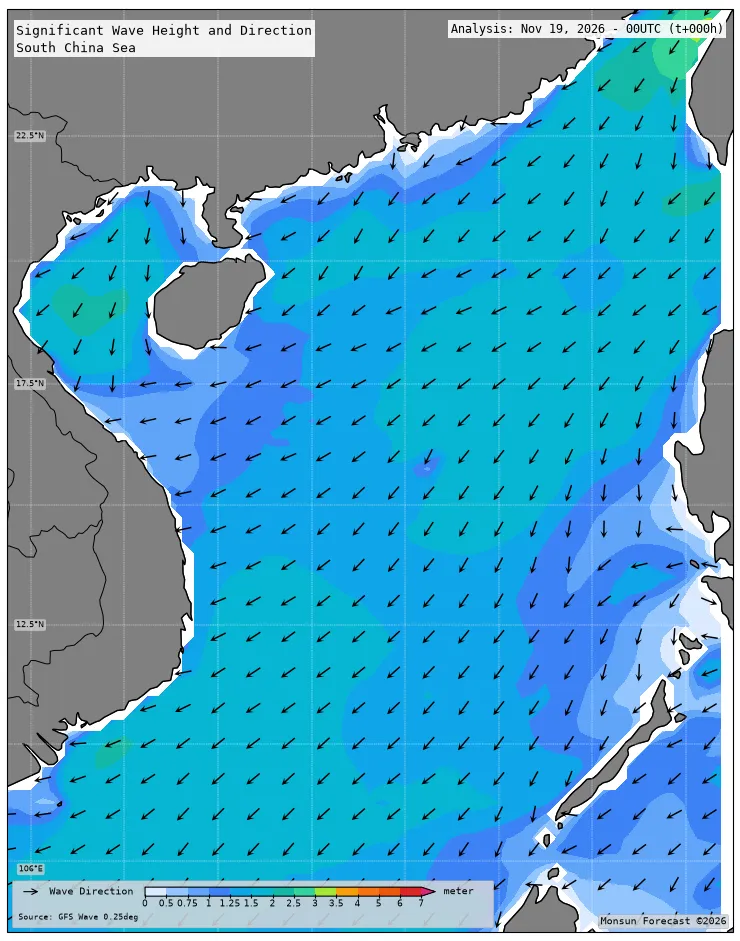 Significant Wave Height and Direction
South China Sea
Analysis: Nov 19, 2026 - 00UTC (t+000h)
22.5°N
17.5°N
12.5°N
106°E
Wave Direction
0 0.5 0.75 1 1.25 1.5 2 2.5 3 3.5 4 5 6 7
meter
Source: GFS Wave 0.25deg
Monsun Forecast ©2026